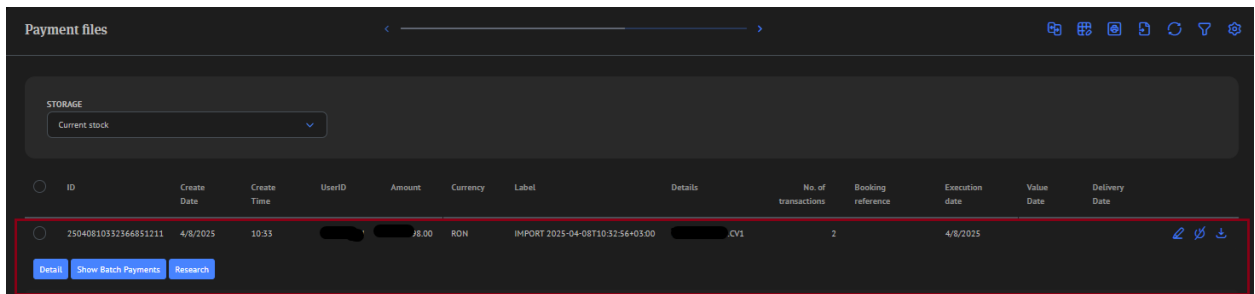 Payment files
STORAGE
Current stock
ID Create Date Create Time UserID Amount Currency Label Details No. of transactions Booking reference Execution date Value Date Delivery Date
25040810332366851211 4/8/2025 10:33 98.00 RON IMPORT 2025-04-08T10:32:56+03:00 .CV1 2 4/8/2025
Detail Show Batch Payments Research